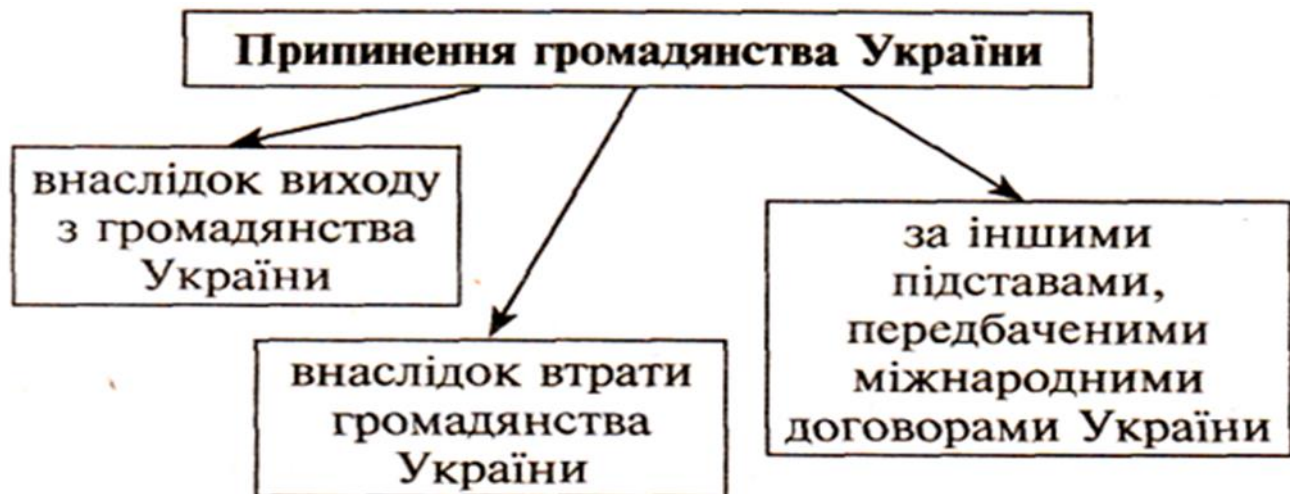 Припинення громадянства України
внаслідок виходу
з громадянства
України
внаслідок втрати
громадянства
України
за іншими
підставами,
передбаченими
міжнародними
договорами України